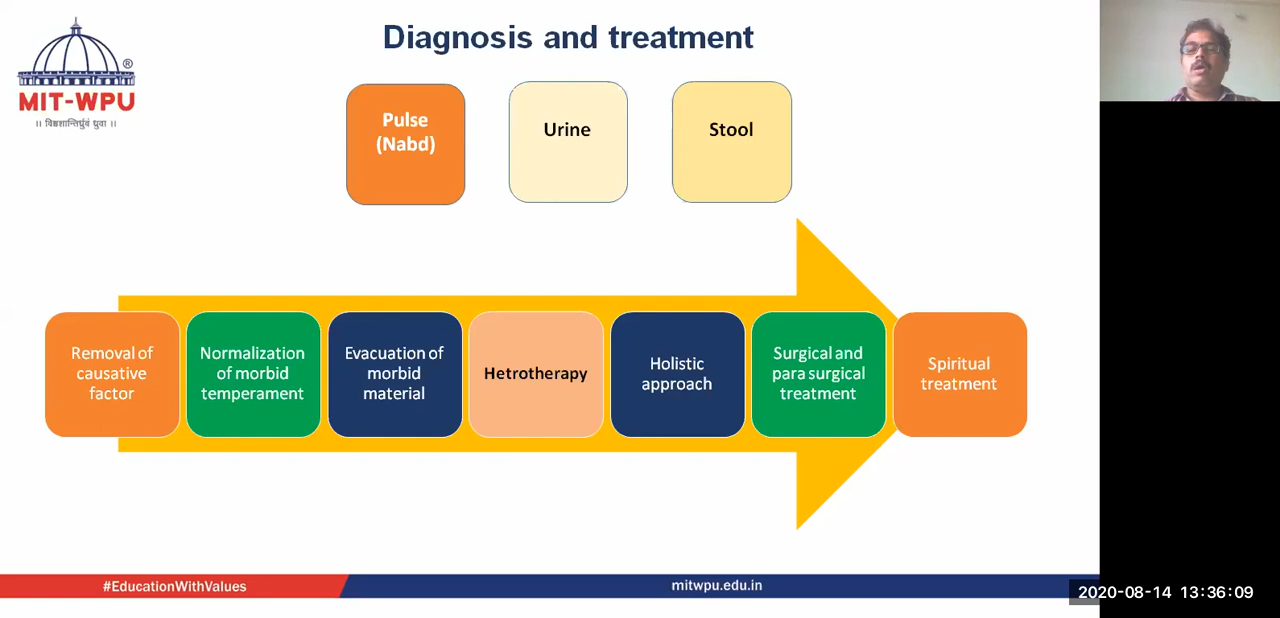 Diagnosis and treatment
®
MIT-WPU
॥ विश्वशान्तिर्ध्रुवं ध्रुवा ॥
Pulse
(Nabd)
Urine
Stool
Removal of
causative
factor
Normalization
of morbid
temperament
Evacuation of
morbid
material
Hetrotherapy
Holistic
approach
Surgical and
para surgical
treatment
Spiritual
treatment
#EducationWithValues
mitwpu.edu.in
2020-08-14 13:36:09